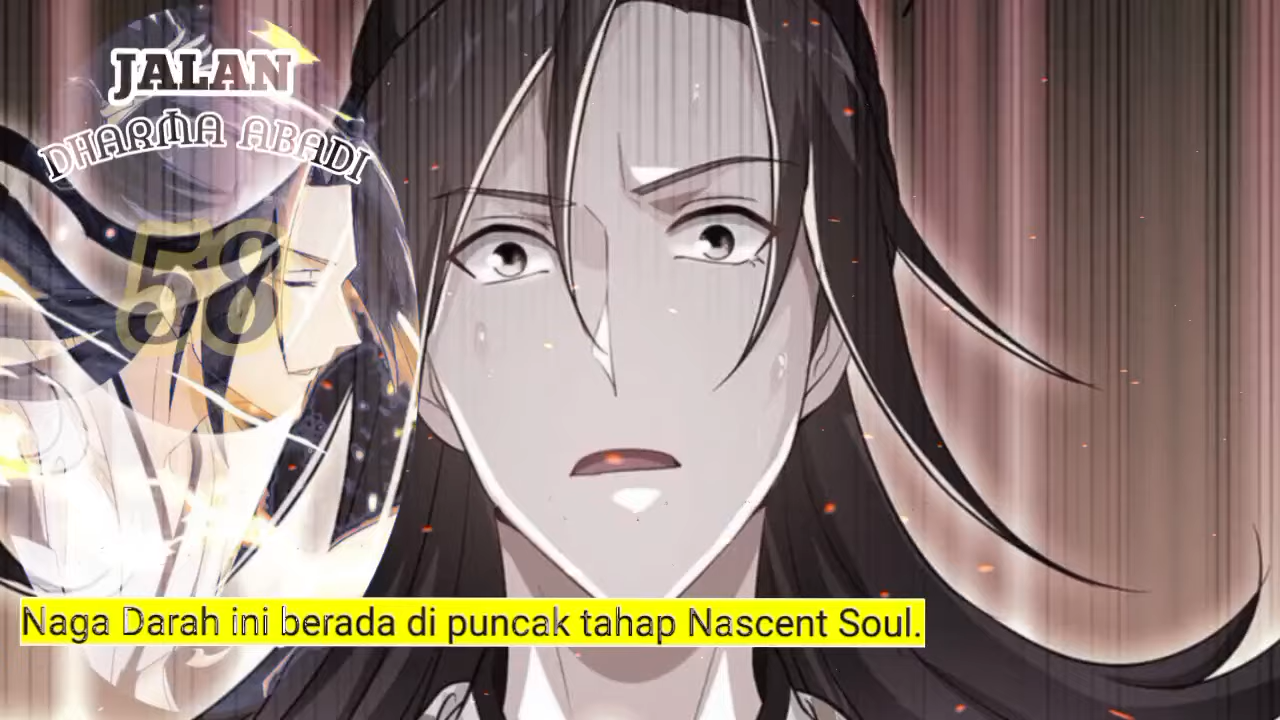 JALAN
DHARMA ABADI
58
Naga Darah ini berada di puncak tahap Nascent Soul.